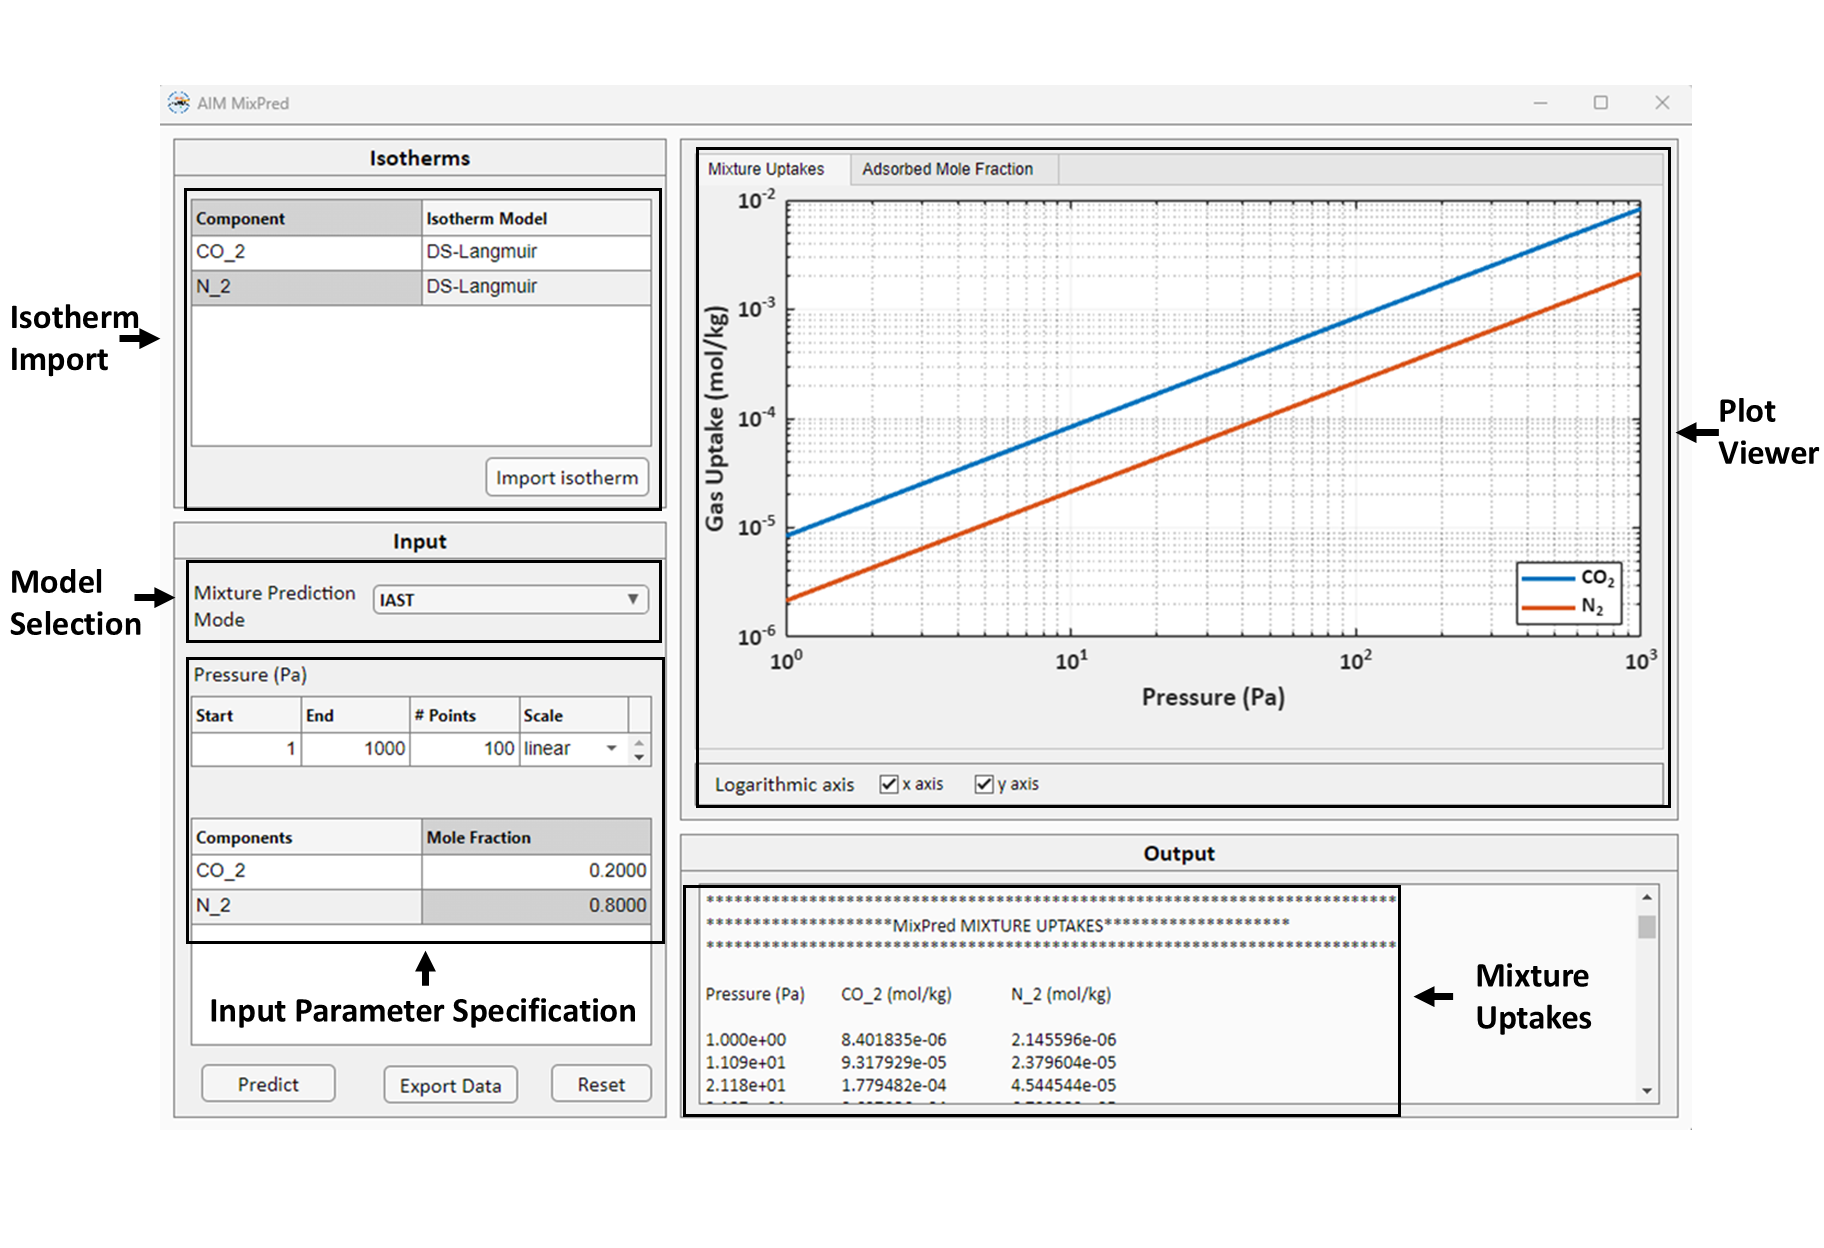 AIM MixPred
Isotherms
Component Isotherm Model
CO_2 DS-Langmuir
N_2 DS-Langmuir
Import isotherm
Isotherm
Import
Input
Mixture Prediction
Mode
IAST
Model
Selection
Pressure (Pa)
Start End # Points Scale
1 1000 100 linear
Components Mole Fraction
CO_2 0.2000
N_2 0.8000
Input Parameter Specification
Predict Export Data Reset
Mixture Uptakes Adsorbed Mole Fraction
Gas Uptake (mol/kg)
10^-2
10^-3
10^-4
10^-5
10^-6
10^0 10^1 10^2 10^3
Pressure (Pa)
CO₂
N₂
Logarithmic axis x axis y axis
Plot
Viewer
Output
**************************************************************************
********************MixPred MIXTURE UPTAKES********************
**************************************************************************
Pressure (Pa) CO_2 (mol/kg) N_2 (mol/kg)
1.000e+00 8.401835e-06 2.145596e-06
1.109e+01 9.317929e-05 2.379604e-05
2.118e+01 1.779482e-04 4.544544e-05
Mixture
Uptakes